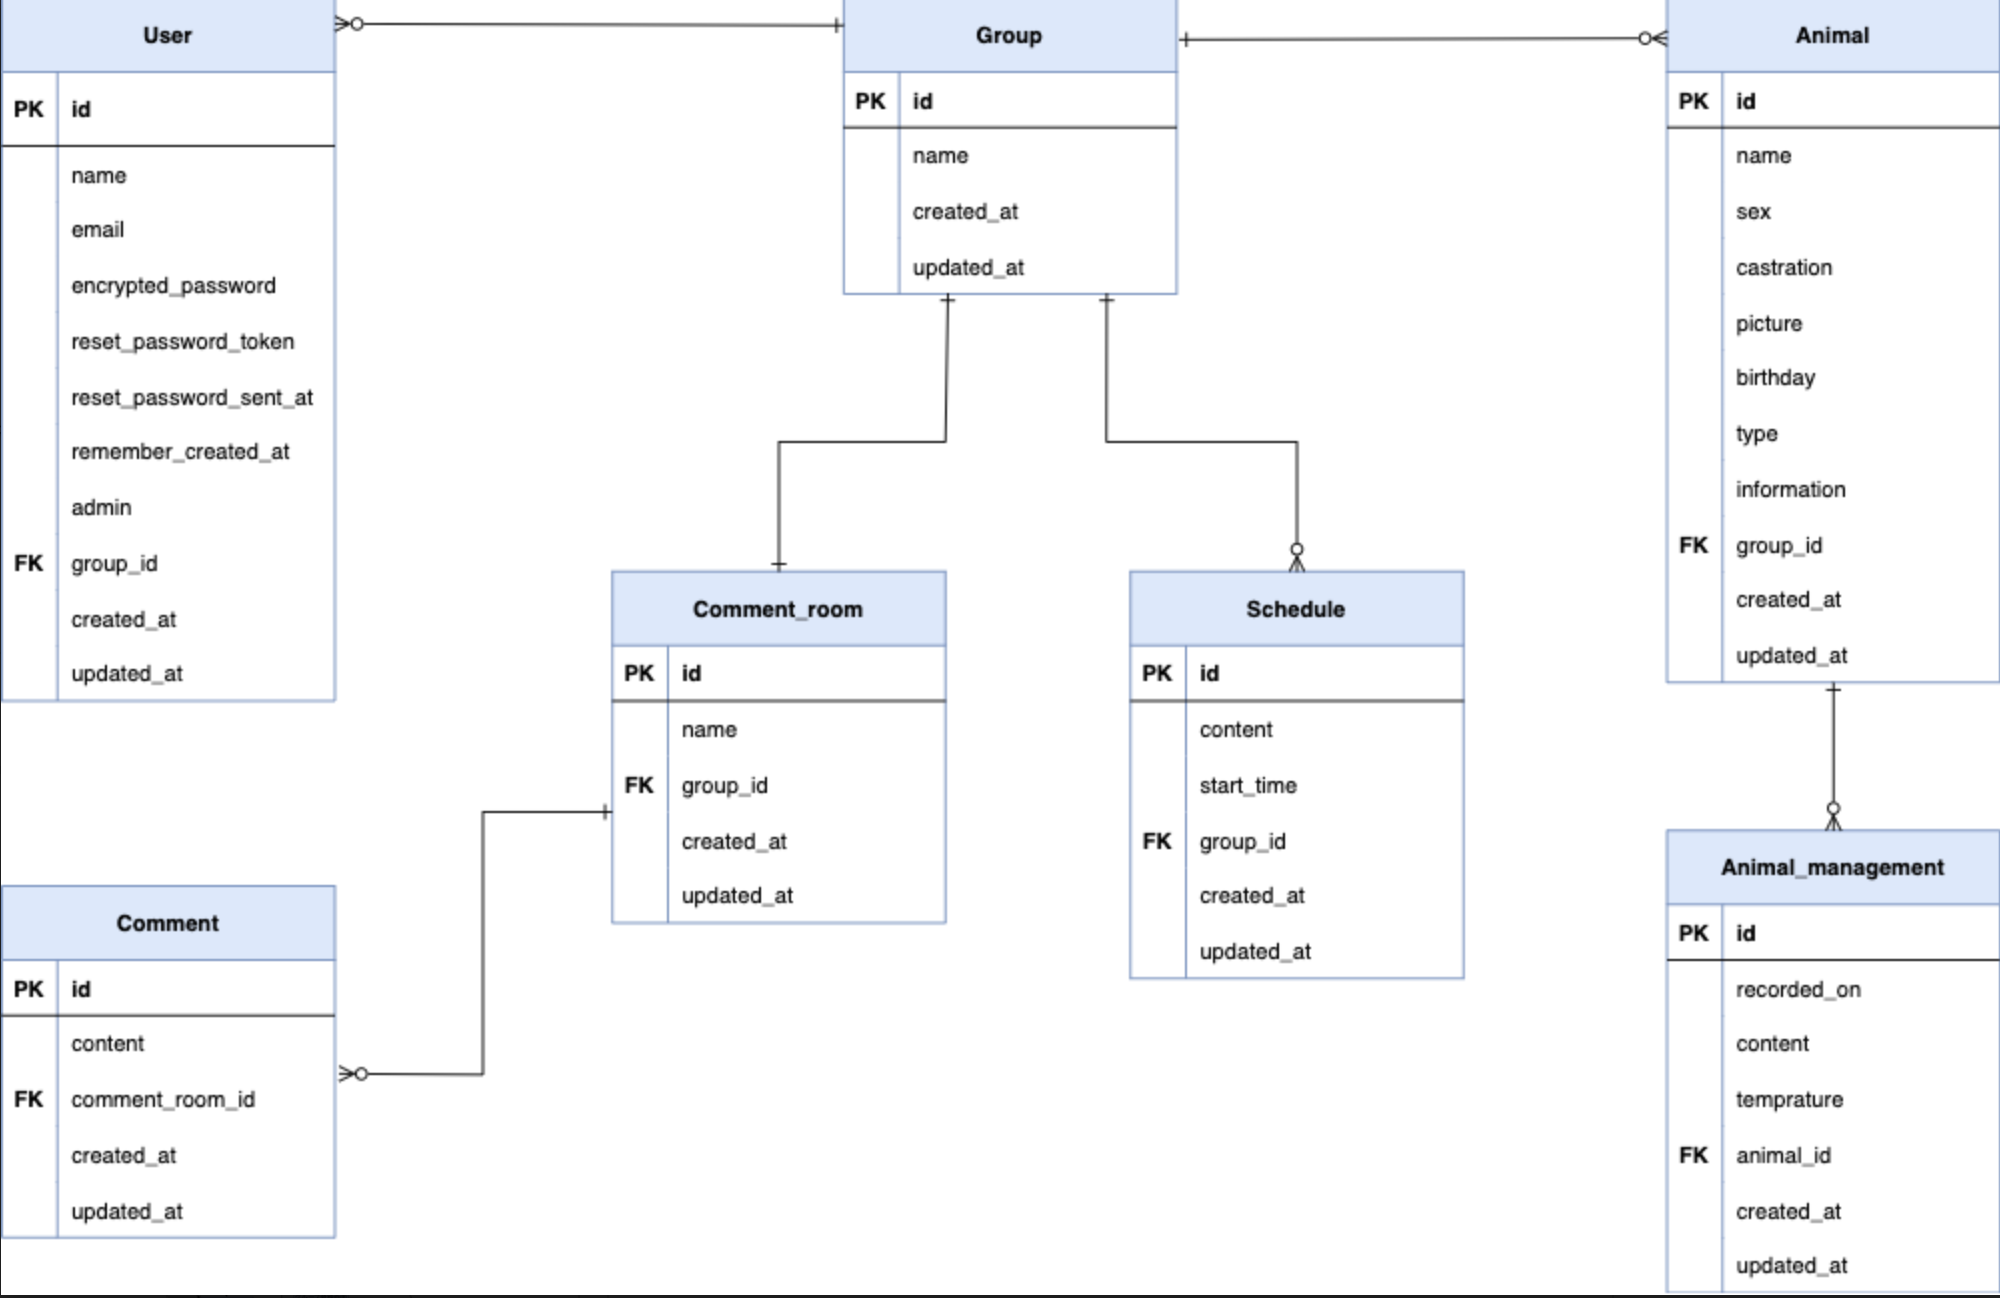 User
PK id
name
email
encrypted_password
reset_password_token
reset_password_sent_at
remember_created_at
admin
FK group_id
created_at
updated_at
Group
PK id
name
created_at
updated_at
Animal
PK id
name
sex
castration
picture
birthday
type
information
FK group_id
created_at
updated_at
Comment_room
PK id
name
FK group_id
created_at
updated_at
Schedule
PK id
content
start_time
FK group_id
created_at
updated_at
Comment
PK id
content
FK comment_room_id
created_at
updated_at
Animal_management
PK id
recorded_on
content
temprature
FK animal_id
created_at
updated_at